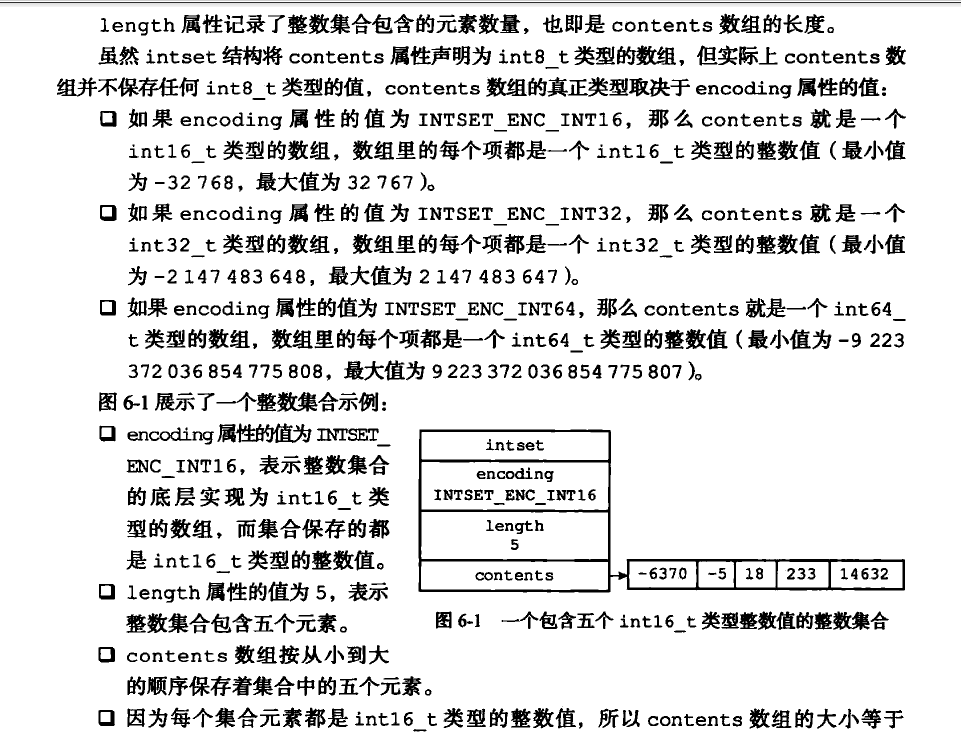 length 属性记录了整数集合包含的元素数量，也即是 contents 数组的长度。
虽然 intset 结构将 contents 属性声明为 int8_t 类型的数组，但实际上 contents 数
组并不保存任何 int8_t 类型的值，contents 数组的真正类型取决于 encoding 属性的值：
❏ 如果 encoding 属性的值为 INTSET_ENC_INT16，那么 contents 就是一个
int16_t 类型的数组，数组里的每个项都是一个 int16_t 类型的整数值（最小值
为 -32 768，最大值为 32 767）。
❏ 如果 encoding 属性的值为 INTSET_ENC_INT32，那么 contents 就是一个
int32_t 类型的数组，数组里的每个项都是一个 int32_t 类型的整数值（最小值
为 -2 147 483 648，最大值为 2 147 483 647）。
❏ 如果 encoding 属性的值为 INTSET_ENC_INT64，那么 contents 就是一个 int64_
t 类型的数组，数组里的每个项都是一个 int64_t 类型的整数值（最小值为 -9 223
372 036 854 775 808，最大值为 9 223 372 036 854 775 807）。
图 6-1 展示了一个整数集合示例：
❏ encoding 属性的值为 INTSET_
ENC_INT16，表示整数集合
的底层实现为 int16_t 类
型的数组，而集合保存的都
是 int16_t 类型的整数值。
❏ length 属性的值为 5，表示
整数集合包含五个元素。
❏ contents 数组按从小到大
的顺序保存着集合中的五个元素。
intset
encoding
INTSET_ENC_INT16
length
5
contents
-6370 -5 18 233 14632
图 6-1 一个包含五个 int16_t 类型整数值的整数集合
❏ 因为每个集合元素都是 int16_t 类型的整数值，所以 contents 数组的大小等于